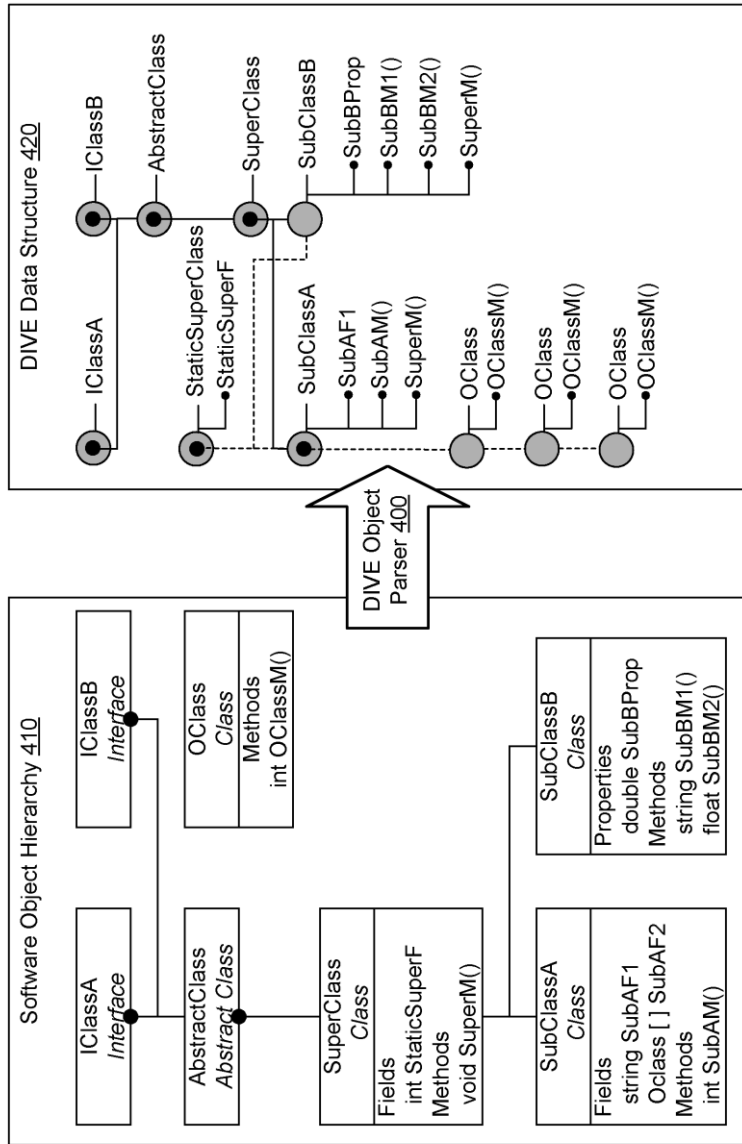 Software Object Hierarchy 410
IClassA
Interface
IClassB
Interface
AbstractClass
Abstract Class
OClass
Class
Methods
int OClassM()
SuperClass
Class
Fields
int StaticSuperF
Methods
void SuperM()
SubClassA
Class
Fields
string SubAF1
Oclass [ ] SubAF2
Methods
int SubAM()
SubClassB
Class
Properties
double SubBProp
Methods
string SubBM1()
float SubBM2()
DIVE Object
Parser 400
DIVE Data Structure 420
IClassA
IClassB
AbstractClass
StaticSuperClass
StaticSuperF
SuperClass
SubClassA
SubAF1
SubAM()
SuperM()
SubClassB
SubBProp
SubBM1()
SubBM2()
SuperM()
OClass
OClassM()
OClass
OClassM()
OClass
OClassM()